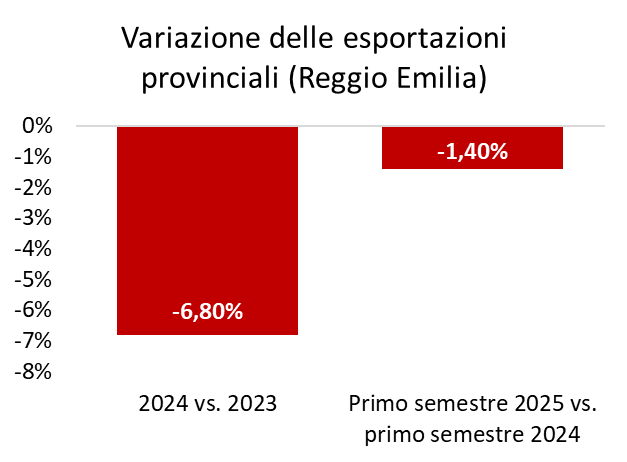 Variazione delle esportazioni
provinciali (Reggio Emilia)
0%
-1%
-2%
-3%
-4%
-5%
-6%
-7%
-8%
-6,80%
-1,40%
2024 vs. 2023
Primo semestre 2025 vs.
primo semestre 2024